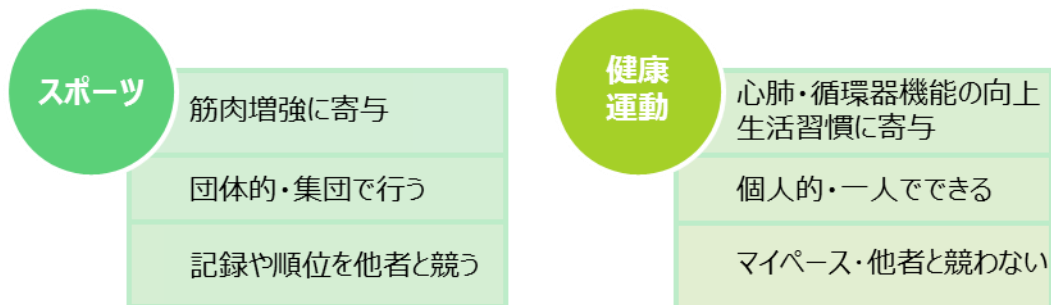 スポーツ
筋肉増強に寄与
団体的・集団で行う
記録や順位を他者と競う
健康
運動
心肺・循環器機能の向上
生活習慣に寄与
個人的・一人でできる
マイペース・他者と競わない